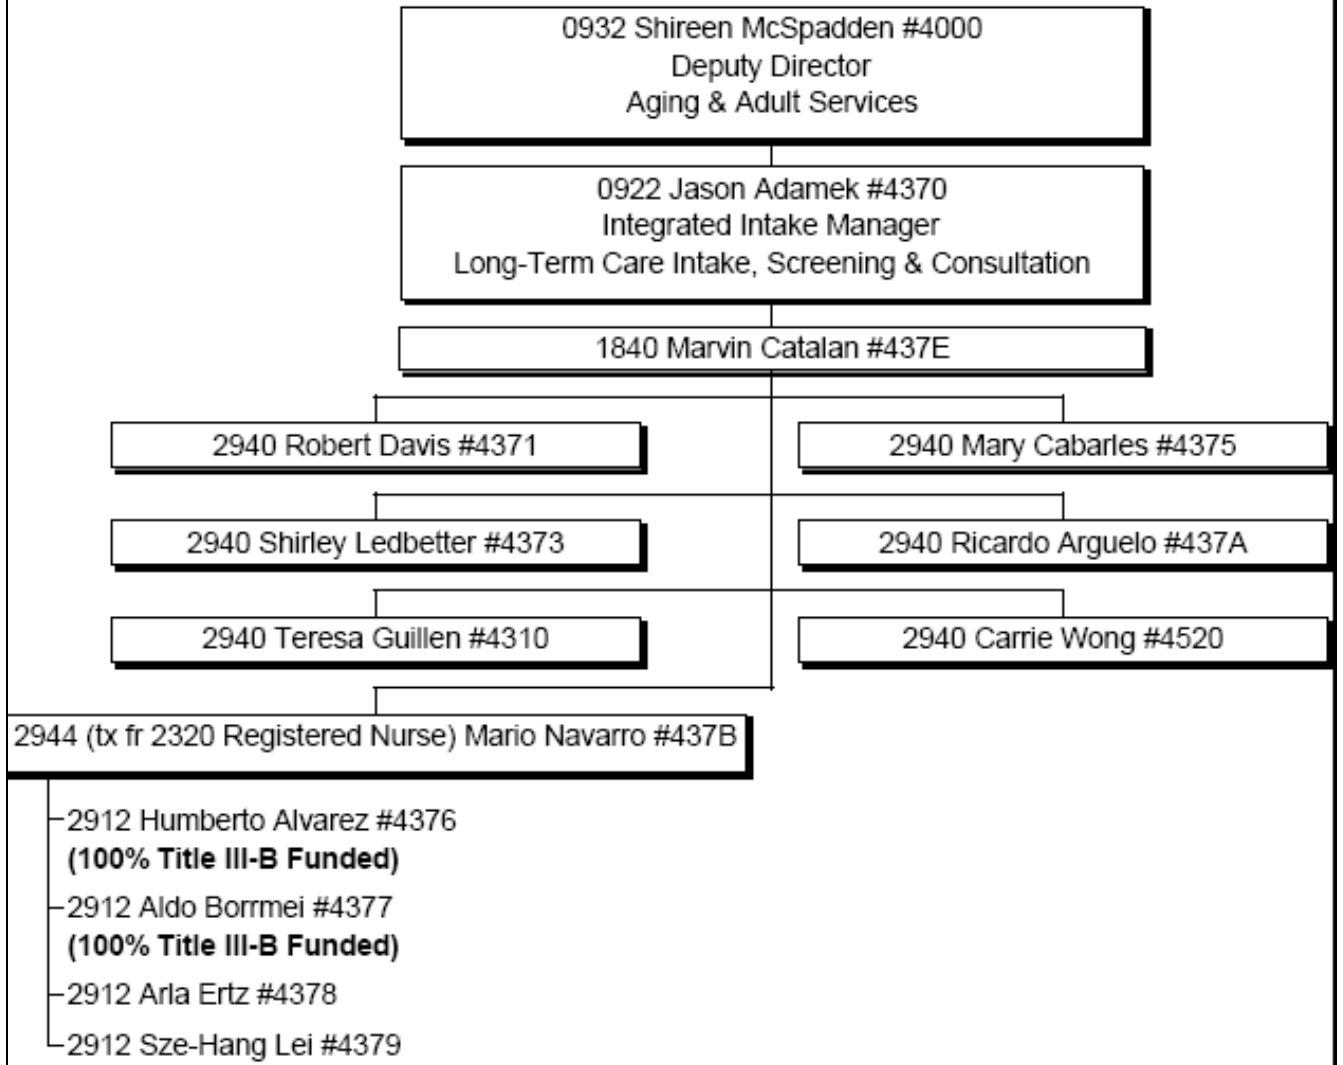 0932 Shireen McSpadden #4000
Deputy Director
Aging & Adult Services
0922 Jason Adamek #4370
Integrated Intake Manager
Long-Term Care Intake, Screening & Consultation
1840 Marvin Catalan #437E
2940 Robert Davis #4371
2940 Mary Cabarles #4375
2940 Shirley Ledbetter #4373
2940 Ricardo Arguelo #437A
2940 Teresa Guillen #4310
2940 Carrie Wong #4520
2944 (tx fr 2320 Registered Nurse) Mario Navarro #437B
2912 Humberto Alvarez #4376
(100% Title III-B Funded)
2912 Aldo Borrmei #4377
(100% Title III-B Funded)
2912 Arla Ertz #4378
2912 Sze-Hang Lei #4379